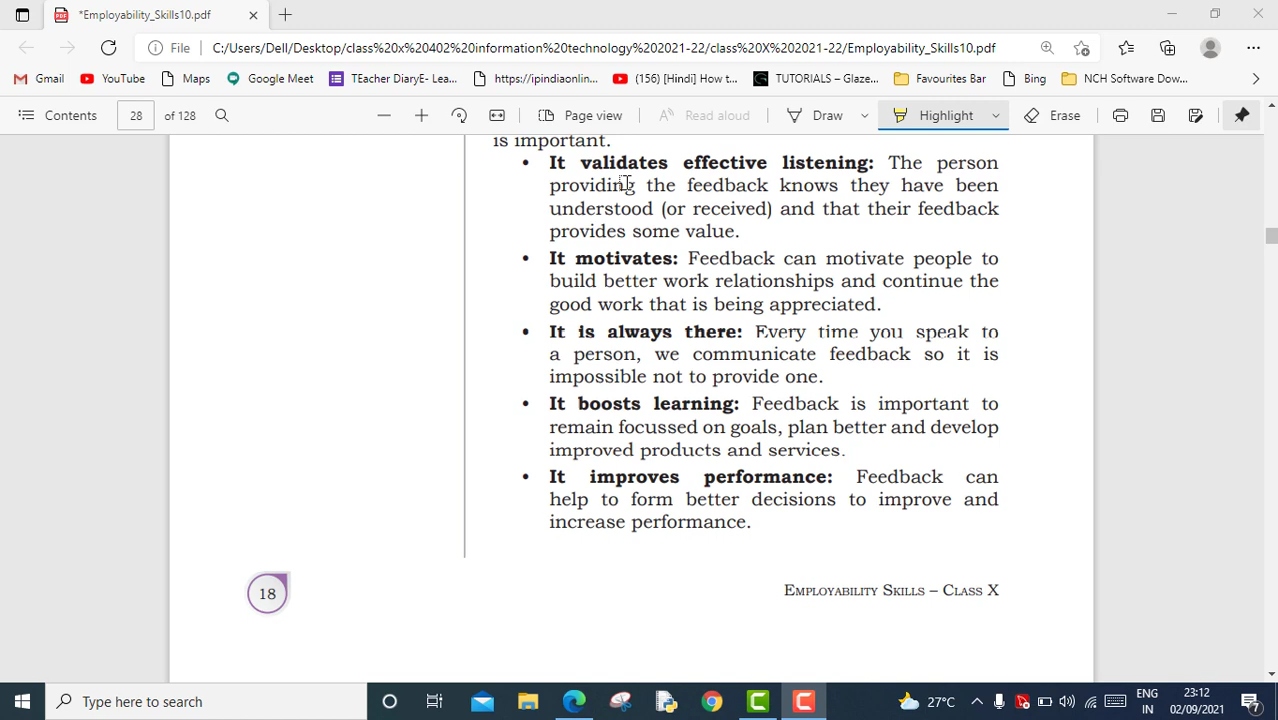 *Employability_Skills10.pdf
File C:/Users/Dell/Desktop/class%20x%20402%20information%20technology%202021-22/class%20X%202021-22/Employability_Skills10.pdf
Gmail YouTube Maps Google Meet TEacher DiaryE- Lea... https://ipindiaonlin... (156) [Hindi] How t... TUTORIALS – Glaze... Favourites Bar Bing NCH Software Dow...
Contents 28 of 128 Page view Read aloud Draw Highlight Erase
is important.
• It validates effective listening: The person
providing the feedback knows they have been
understood (or received) and that their feedback
provides some value.
• It motivates: Feedback can motivate people to
build better work relationships and continue the
good work that is being appreciated.
• It is always there: Every time you speak to
a person, we communicate feedback so it is
impossible not to provide one.
• It boosts learning: Feedback is important to
remain focussed on goals, plan better and develop
improved products and services.
• It improves performance: Feedback can
help to form better decisions to improve and
increase performance.
18
Employability Skills – Class X
Type here to search 27°C ENG 23:12
IN 02/09/2021 7